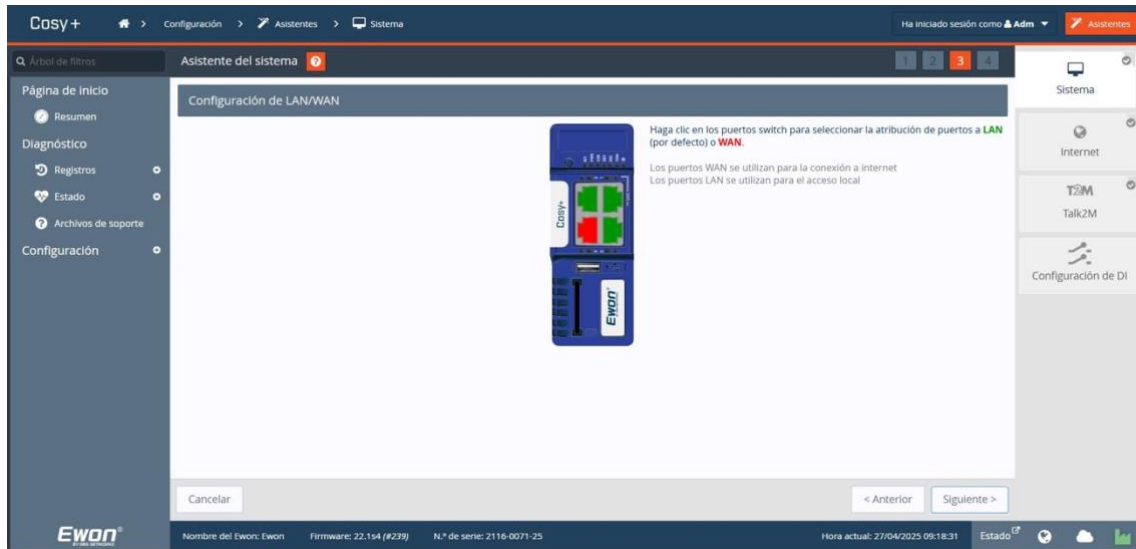 Cosy+
> Configuración > Asistentes > Sistema
Ha iniciado sesión como Adm
Asistentes
Árbol de filtros
Asistente del sistema ?
1 2 3 4
Página de inicio
Resumen
Diagnóstico
Registros
Estado
Archivos de soporte
Configuración
Configuración de LAN/WAN
Cosy+
Ewon
Haga clic en los puertos switch para seleccionar la atribución de puertos a LAN
(por defecto) o WAN.
Los puertos WAN se utilizan para la conexión a internet
Los puertos LAN se utilizan para el acceso local
Sistema
Internet
T2M
Talk2M
Configuración de DI
Cancelar
< Anterior
Siguiente >
Ewon®
BY HMS NETWORKS
Nombre del Ewon: Ewon Firmware: 22.1s4 (#239) N.º de serie: 2116-0071-25 Hora actual: 27/04/2025 09:18:31 Estado